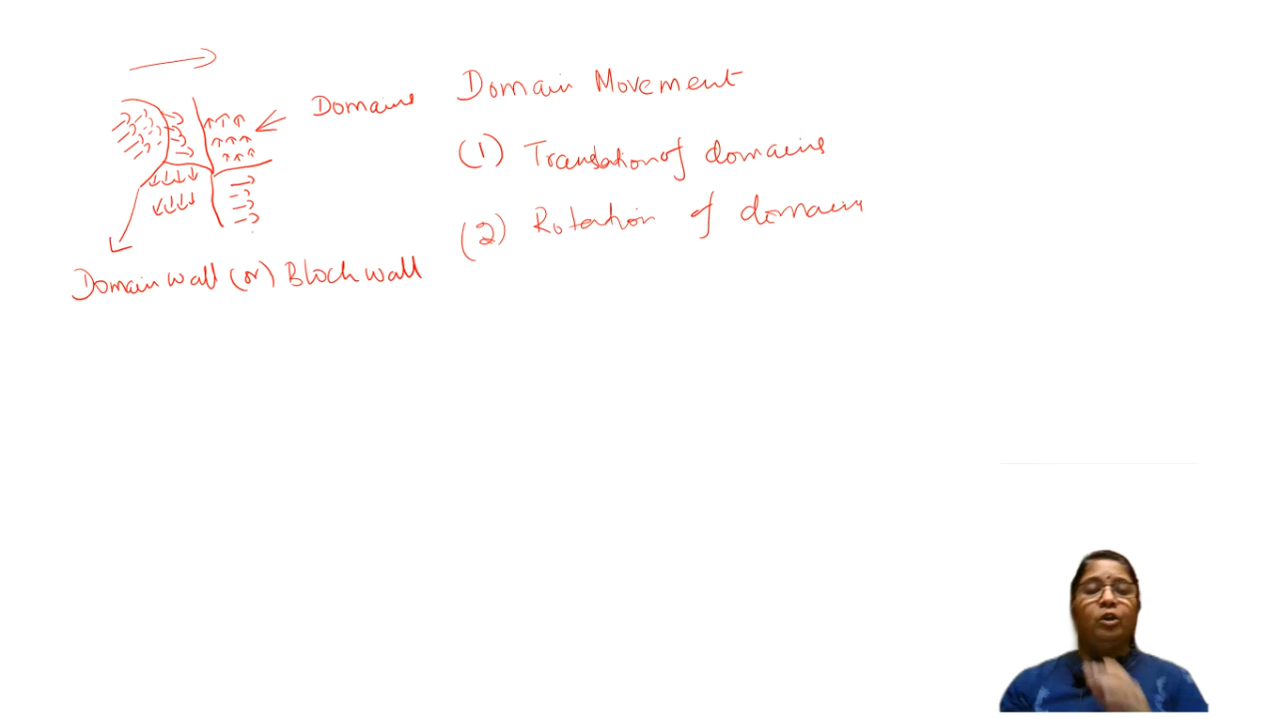 Domains
Domain Movement
(1) Translation of domains
(2) Rotation of domains
Domain wall (or) Bloch wall